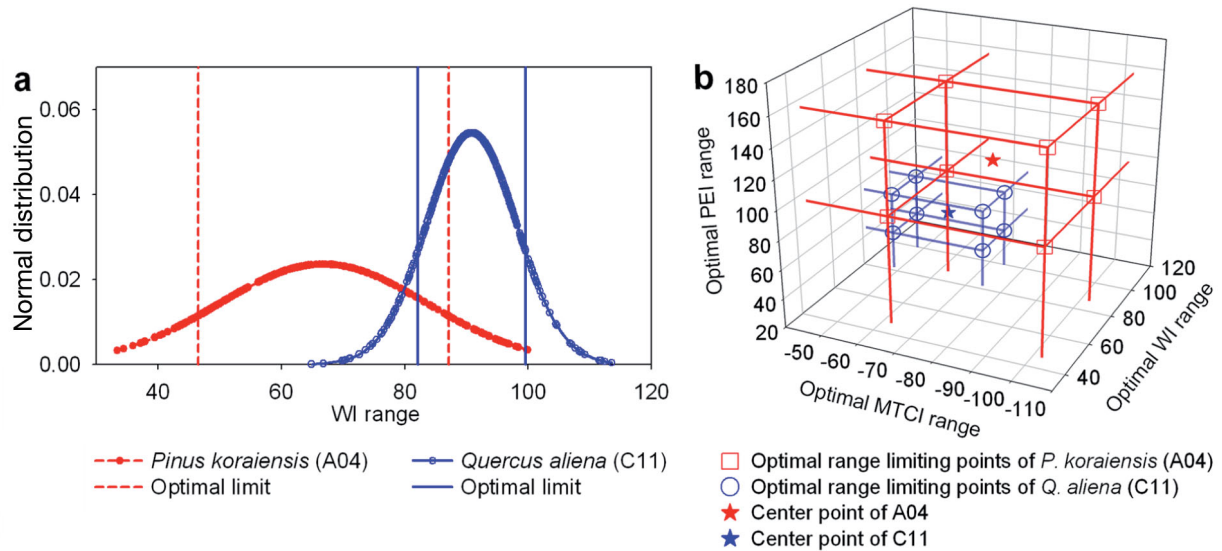 a
Normal distribution
0.06
0.04
0.02
0.00
40
60
80
100
120
WI range
Pinus koraiensis (A04)
Optimal limit
Quercus aliena (C11)
Optimal limit
b
Optimal PEI range
180
160
140
120
100
80
60
40
20
-50
-60
-70
-80
-90
-100
-110
Optimal MTCI range
40
60
80
100
120
Optimal WI range
Optimal range limiting points of P. koraiensis (A04)
Optimal range limiting points of Q. aliena (C11)
Center point of A04
Center point of C11